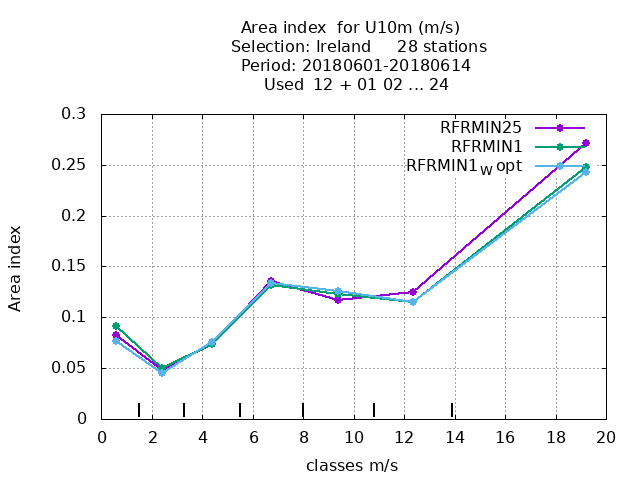 Area index  for U10m (m/s)
Selection: Ireland     28 stations
Period: 20180601-20180614
Used  12 + 01 02 ... 24
RFRMIN25
RFRMIN1
RFRMIN1w opt
Area index
0.3
0.25
0.2
0.15
0.1
0.05
0
0 2 4 6 8 10 12 14 16 18 20
classes m/s